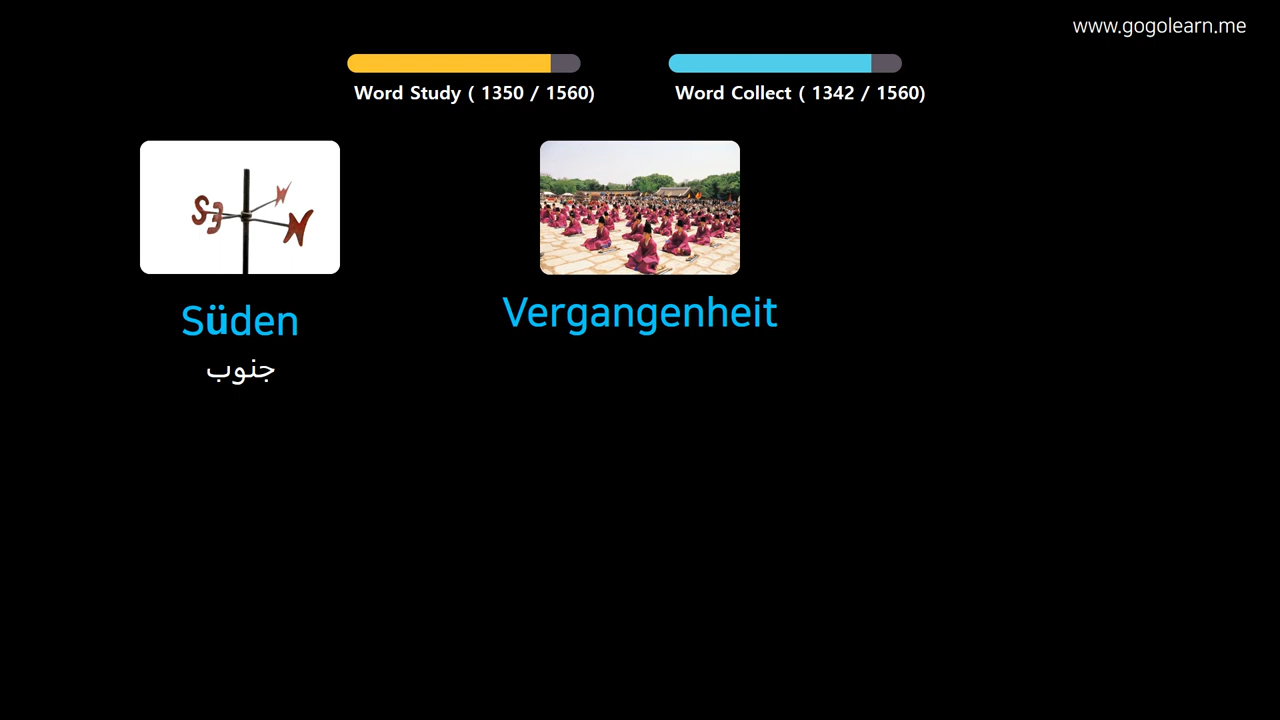 www.gogolearn.me
Word Study ( 1350 / 1560)
Word Collect ( 1342 / 1560)
S E N W
Süden
جنوب
Vergangenheit